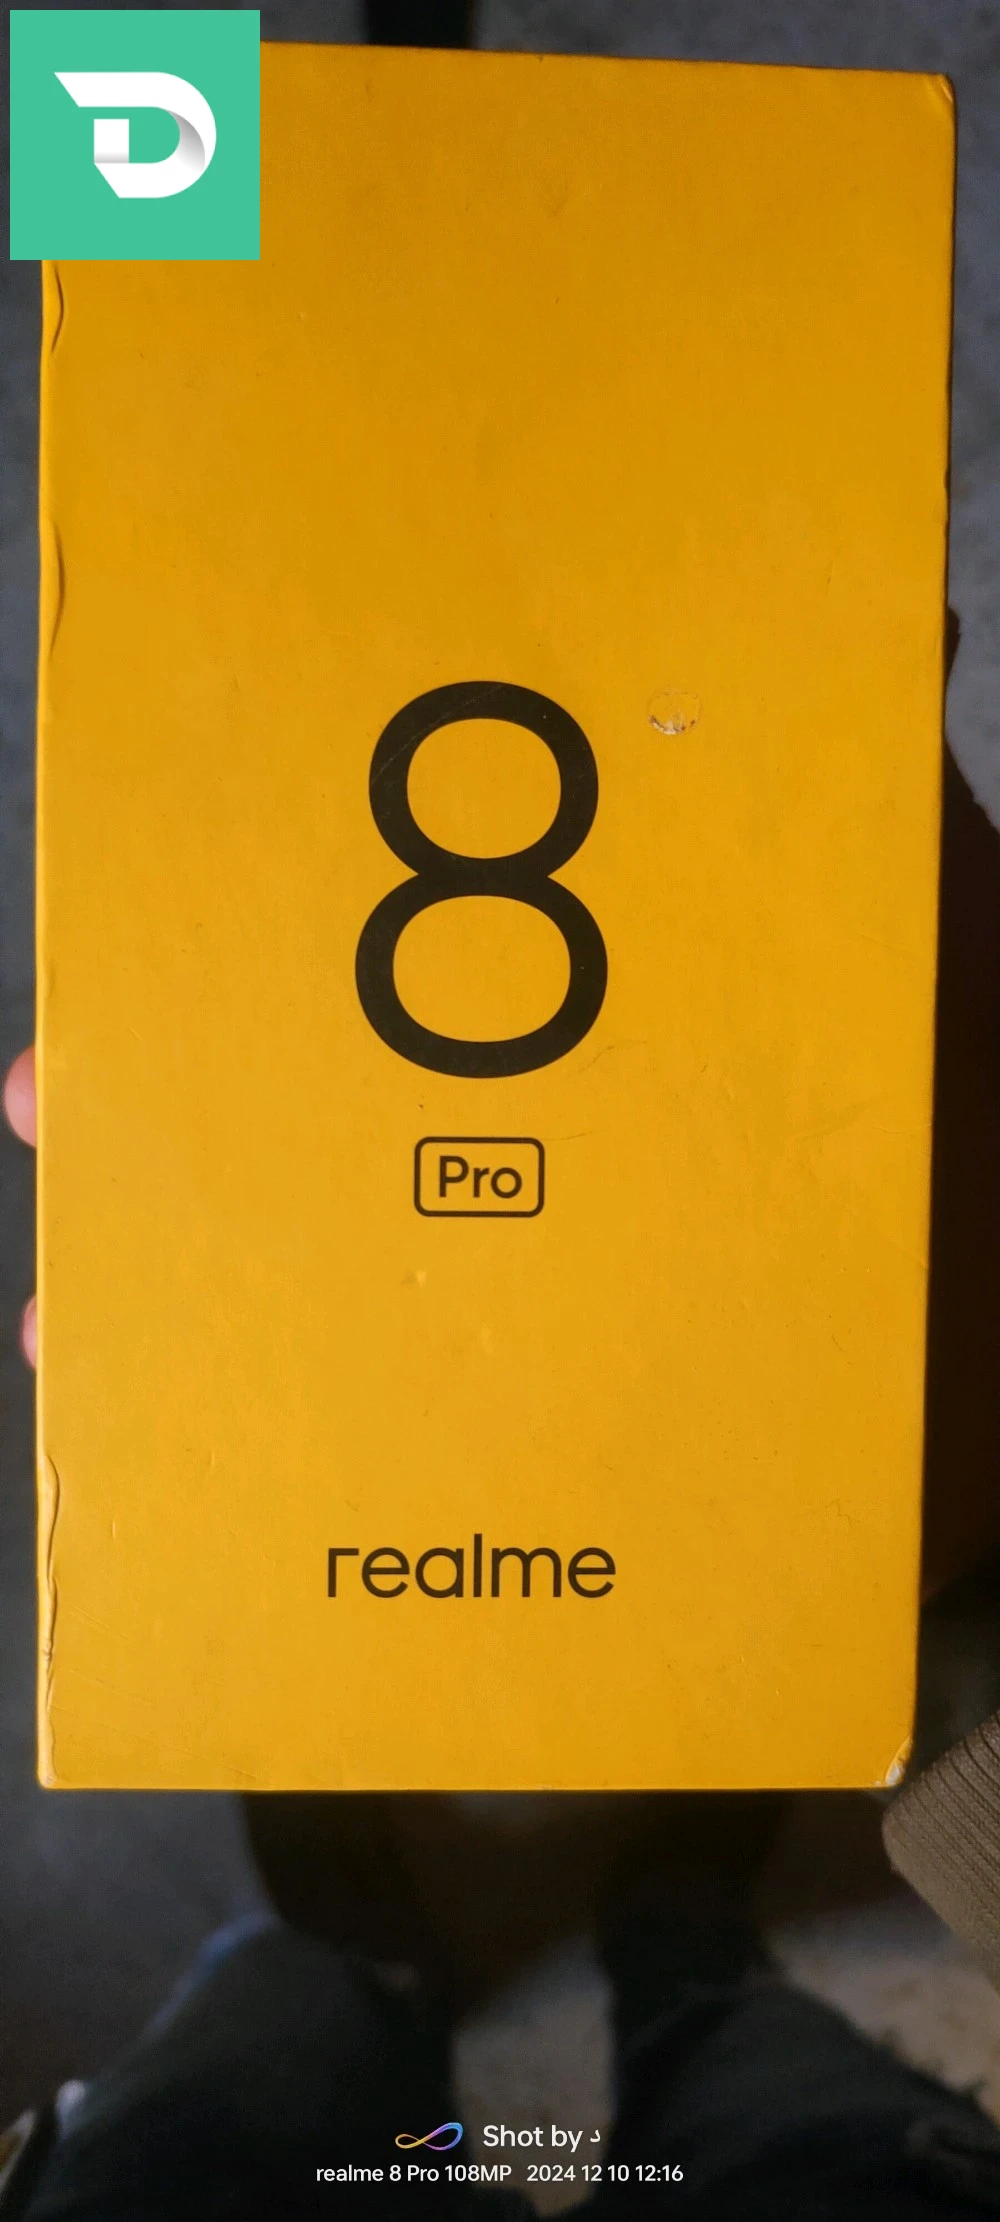 8
Pro
realme
Shot by د
realme 8 Pro 108MP 2024 12 10 12:16